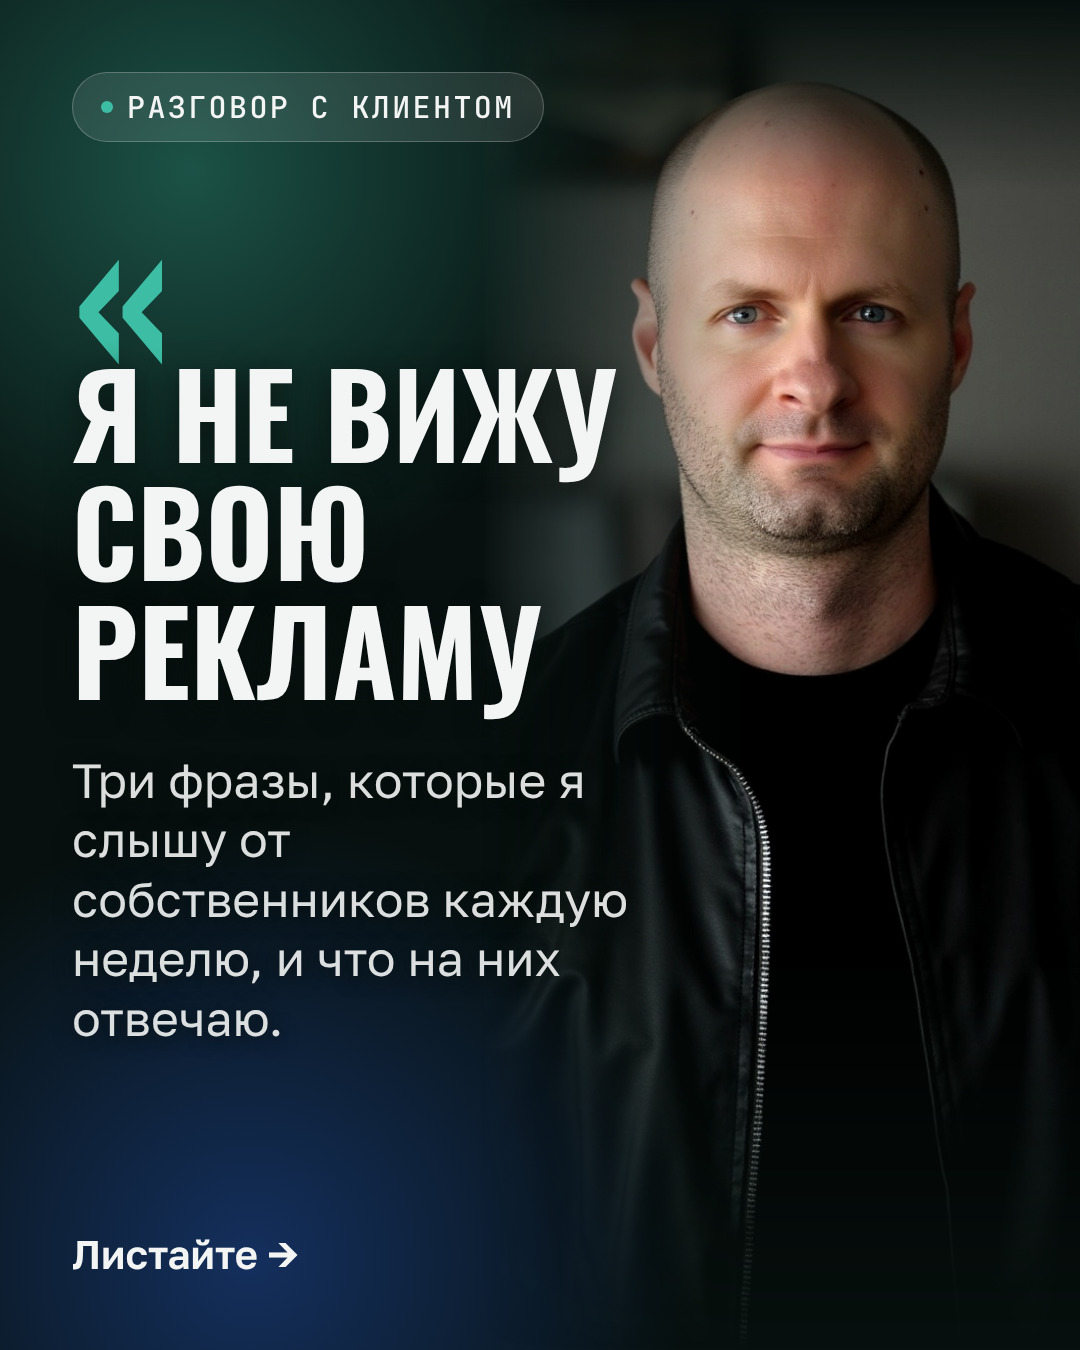 РАЗГОВОР С КЛИЕНТОМ
«
Я НЕ ВИЖУ
СВОЮ
РЕКЛАМУ
Три фразы, которые я
слышу от
собственников каждую
неделю, и что на них
отвечаю.
Листайте →